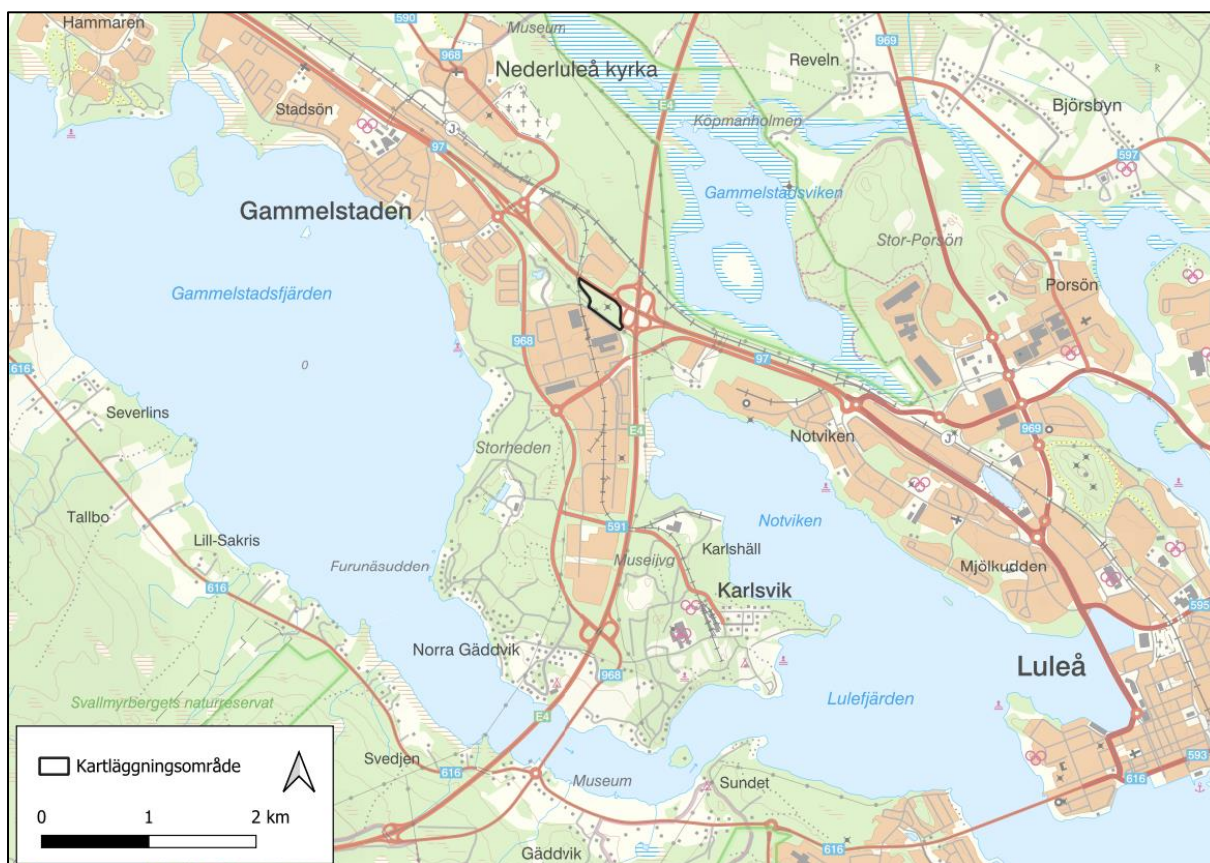 Hammaren
590
Museum
968
Nederluleå kyrka
E4
Reveln
969
Björsbyn
597
Stadsön
J
97
Köpmanholmen
Gammelstadsviken
Gammelstaden
Stor-Porsön
Porsön
Gammelstadsfjärden
0
968
97
616
Severlins
969
J
Notviken
E4
Storheden
Tallbo
Lill-Sakris
591
Notviken
Museijvg
Karlshäll
Furunäsudden
Mjölkudden
616
Karlsvik
595
Norra Gäddvik
968
Luleå
Lulefjärden
Svallmyrbergets naturreservat
E4
Svedjen
616
593
616
Museum
Sundet
Gäddvik
616
Kartläggningsområde
0 1 2 km